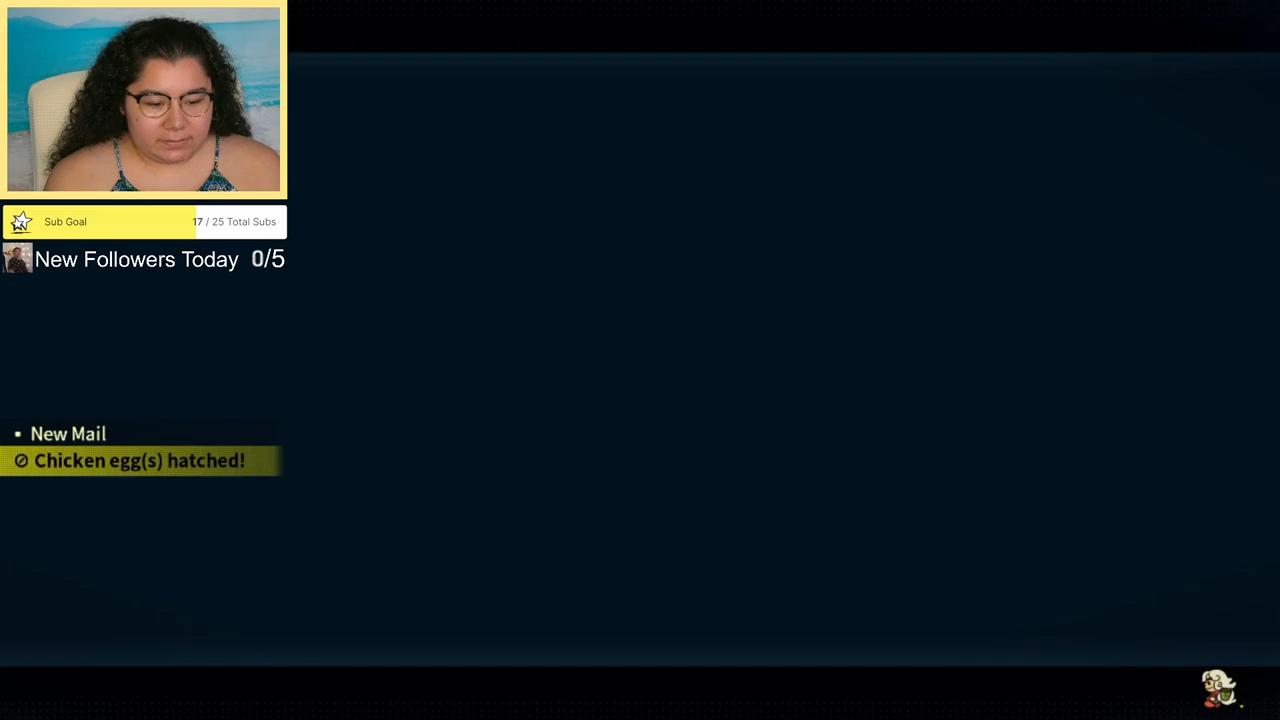 Sub Goal 17 / 25 Total Subs
New Followers Today 0/5
New Mail
Chicken egg(s) hatched!